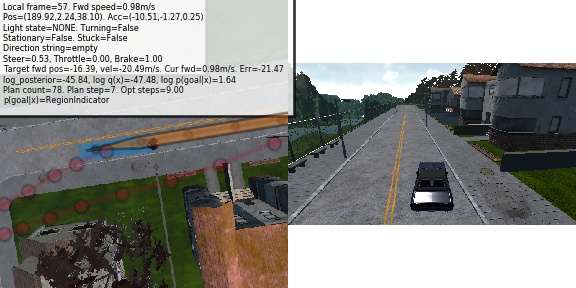 Local frame=57. Fwd speed=0.98m/s
Pos=(189.92,2.24,38.10). Acc=(-10.51,-1.27,0.25)
Light state=NONE. Turning=False
Stationary=False. Stuck=False
Direction string=empty
Steer=0.53, Throttle=0.00, Brake=1.00
Target fwd pos=-16.39, vel=-20.49m/s. Cur fwd=0.98m/s. Err=-21.47
log_posterior=-45.84, log q(x)=-47.48, log p(goal|x)=1.64
Plan count=78. Plan step=7. Opt steps=9.00
p(goal|x)=RegionIndicator